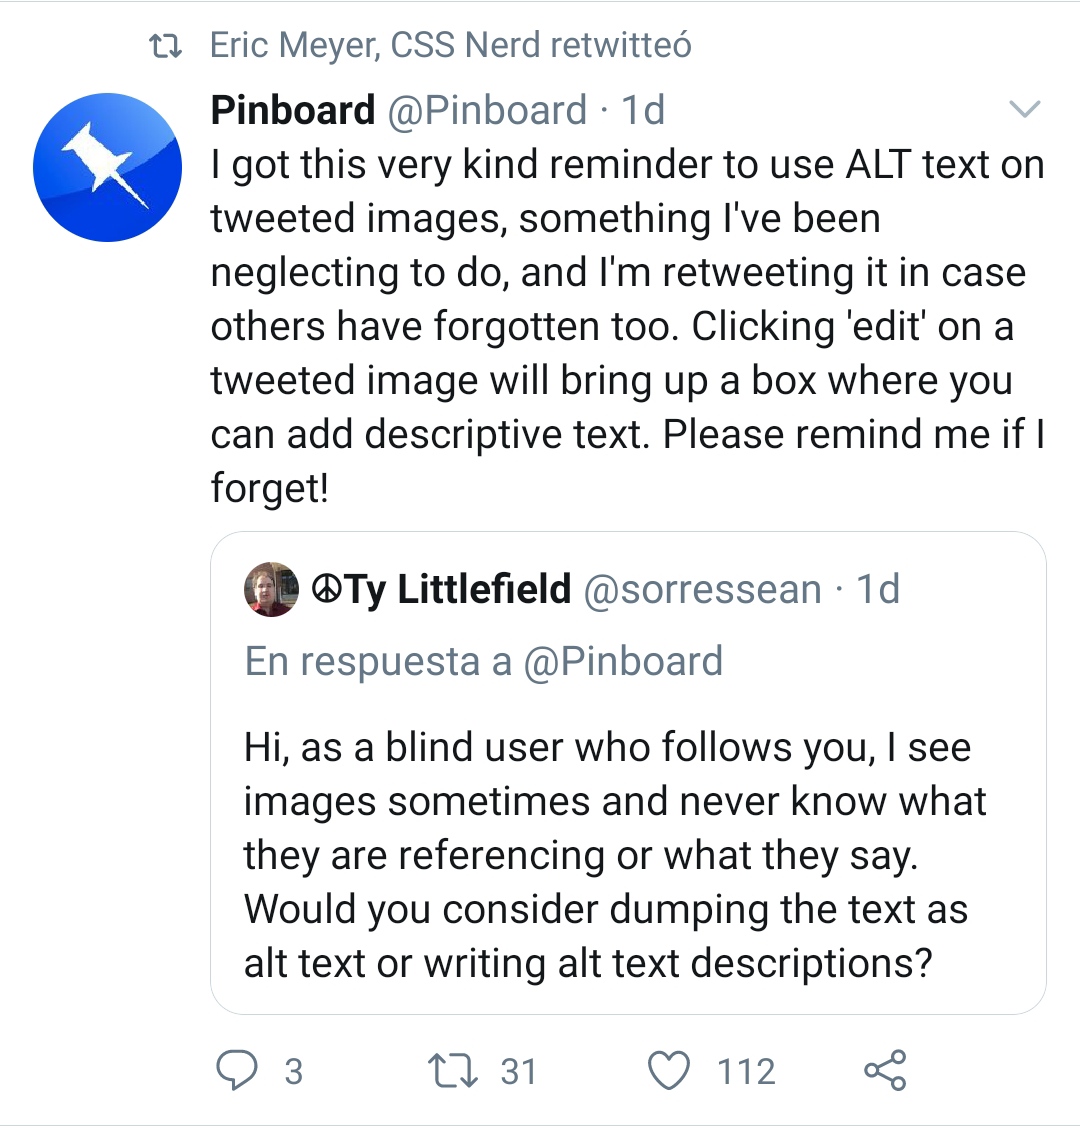 Eric Meyer, CSS Nerd retwitteó
Pinboard @Pinboard · 1d
I got this very kind reminder to use ALT text on
tweeted images, something I've been
neglecting to do, and I'm retweeting it in case
others have forgotten too. Clicking 'edit' on a
tweeted image will bring up a box where you
can add descriptive text. Please remind me if I
forget!
☮Ty Littlefield @sorressean · 1d
En respuesta a @Pinboard
Hi, as a blind user who follows you, I see
images sometimes and never know what
they are referencing or what they say.
Would you consider dumping the text as
alt text or writing alt text descriptions?
3 31 112